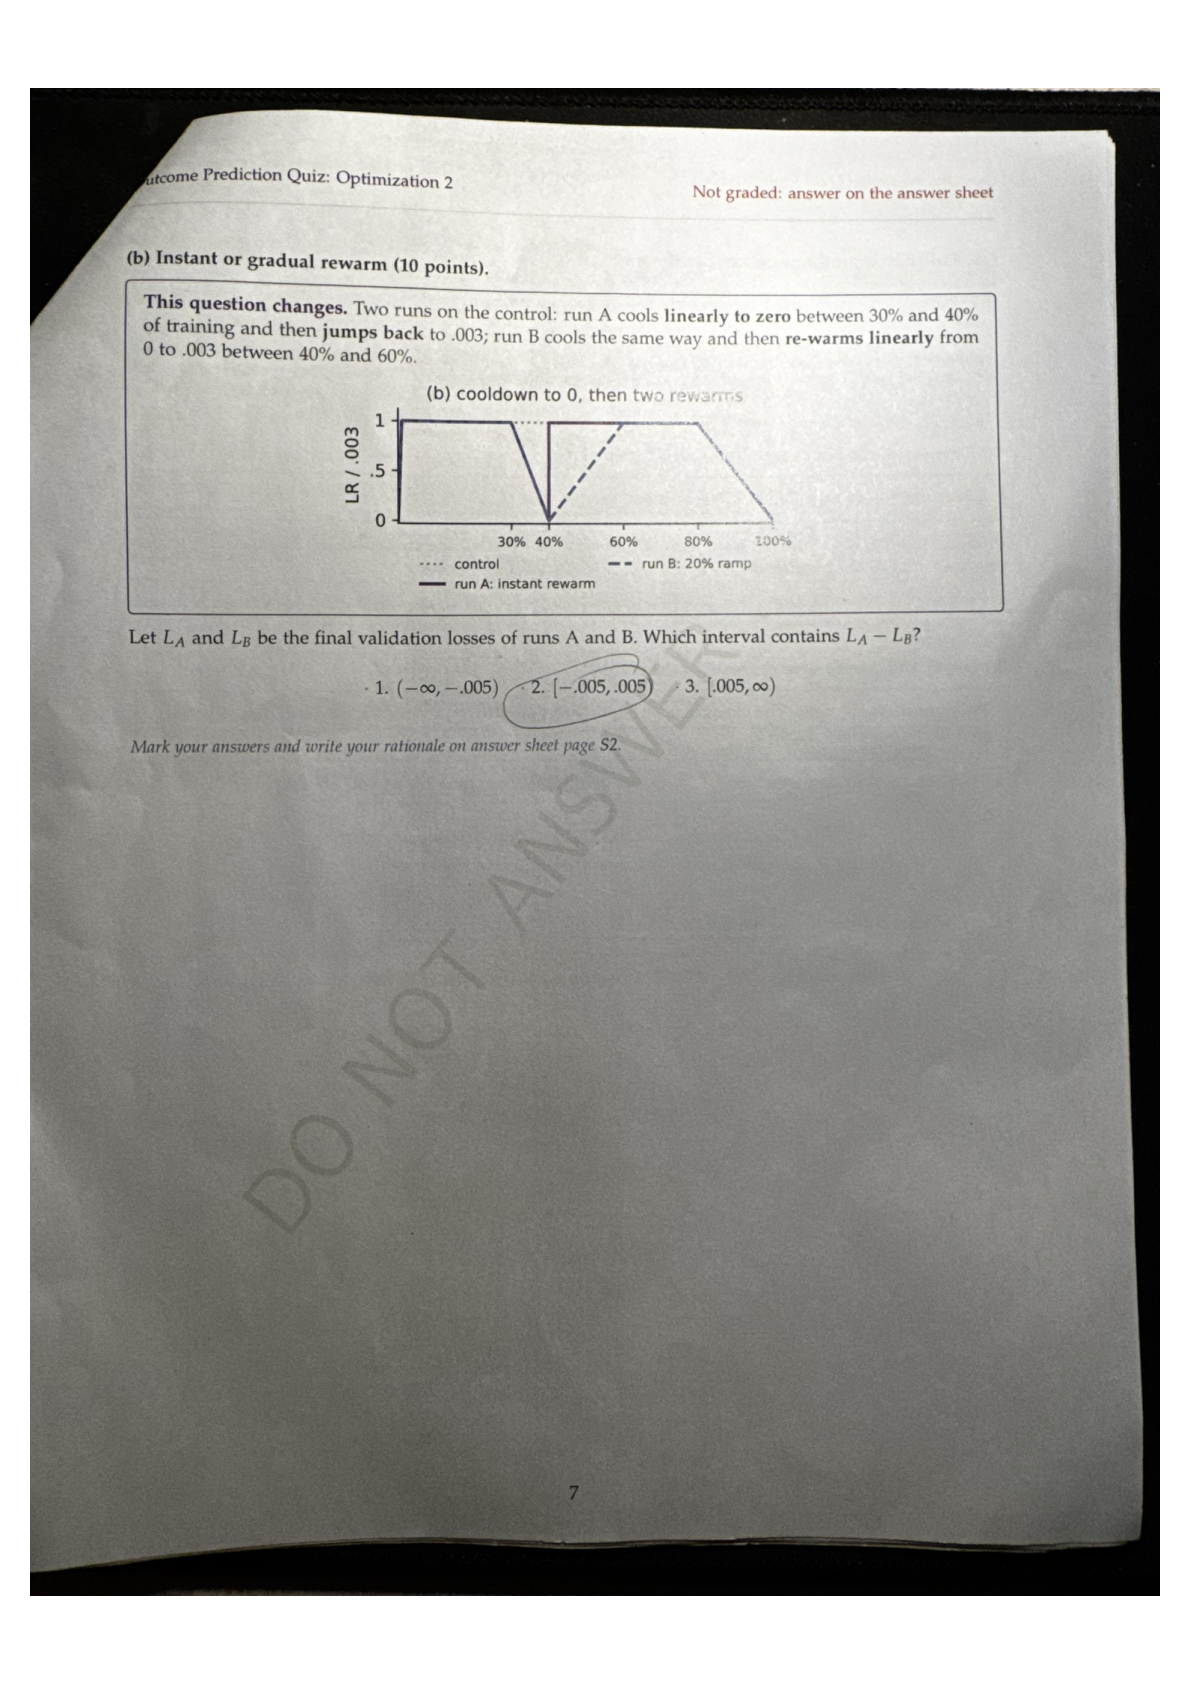 utcome Prediction Quiz: Optimization 2
Not graded: answer on the answer sheet
(b) Instant or gradual rewarm (10 points).
This question changes. Two runs on the control: run A cools linearly to zero between 30% and 40%
of training and then jumps back to .003; run B cools the same way and then re-warms linearly from
0 to .003 between 40% and 60%.
(b) cooldown to 0, then two rewarms
LR / .003
1
.5
0
30% 40% 60% 80% 100%
control
run B: 20% ramp
run A: instant rewarm
Let L_A and L_B be the final validation losses of runs A and B. Which interval contains L_A − L_B?
· 1. (−∞, −.005) · 2. [−.005, .005) · 3. [.005, ∞)
Mark your answers and write your rationale on answer sheet page S2.
DO NOT ANSWER
7